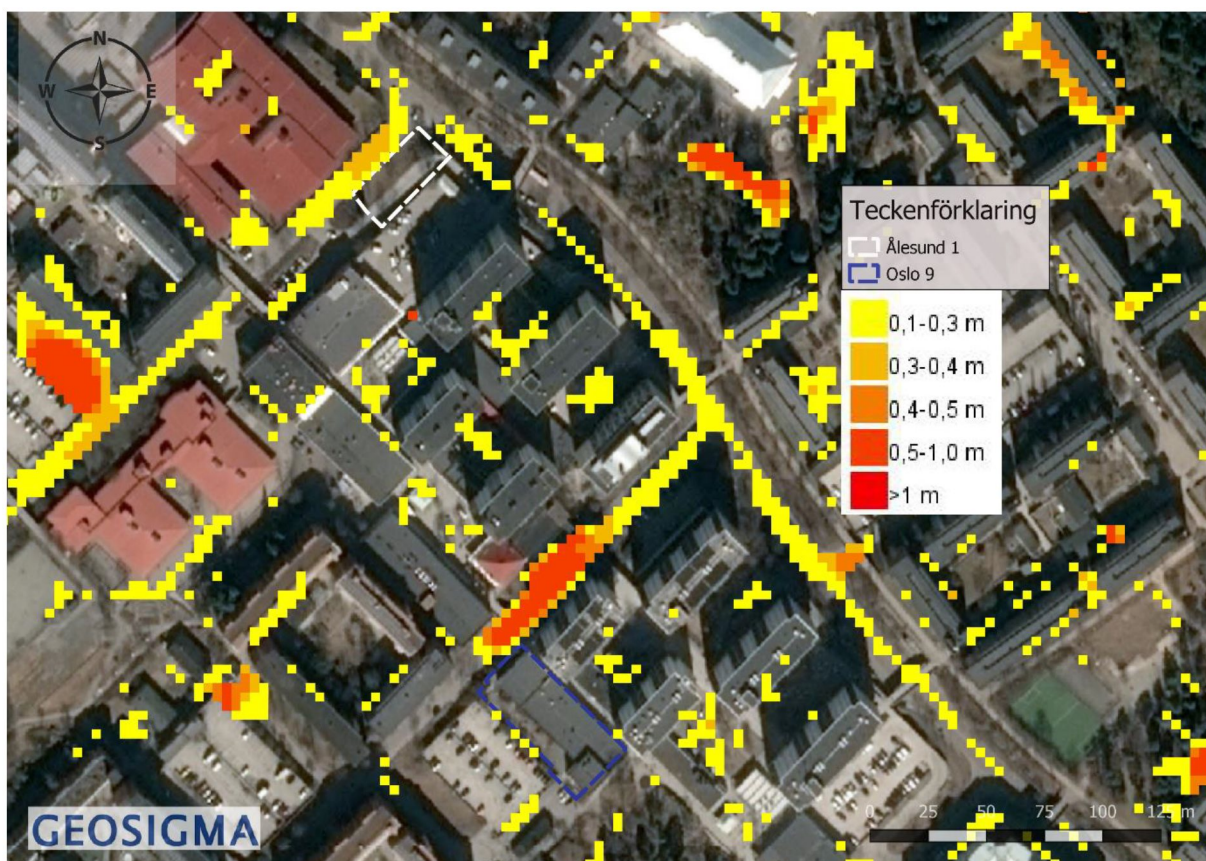 N
W E
S
Teckenförklaring
Ålesund 1
Oslo 9
0,1-0,3 m
0,3-0,4 m
0,4-0,5 m
0,5-1,0 m
>1 m
0 25 50 75 100 125 m
GEOSIGMA